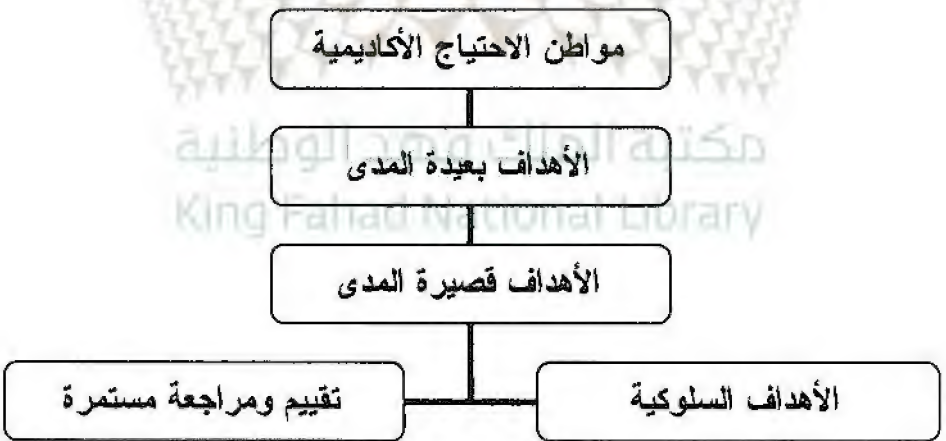 مواطن الاحتياج الأكاديمية
مكتبة الملك فهد الوطنية
الأهداف بعيدة المدى
King Fahad National Library
الأهداف قصيرة المدى
الأهداف السلوكية
تقييم ومراجعة مستمرة